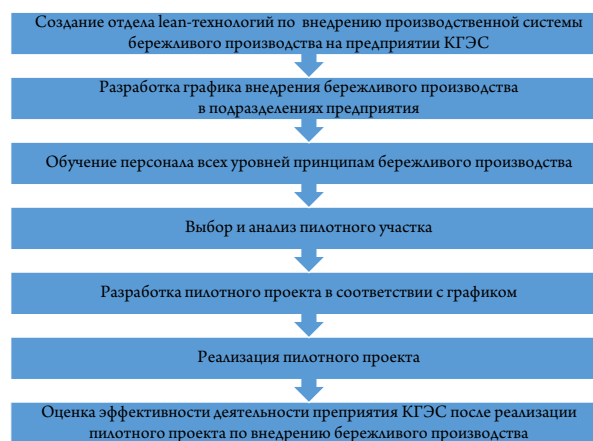 Создание отдела lean-технологий по внедрению производственной системы
бережливого производства на предприятии КГЭС
Разработка графика внедрения бережливого производства
в подразделениях предприятия
Обучение персонала всех уровней принципам бережливого производства
Выбор и анализ пилотного участка
Разработка пилотного проекта в соответствии с графиком
Реализация пилотного проекта
Оценка эффективности деятельности преприятия КГЭС после реализации
пилотного проекта по внедрению бережливого производства